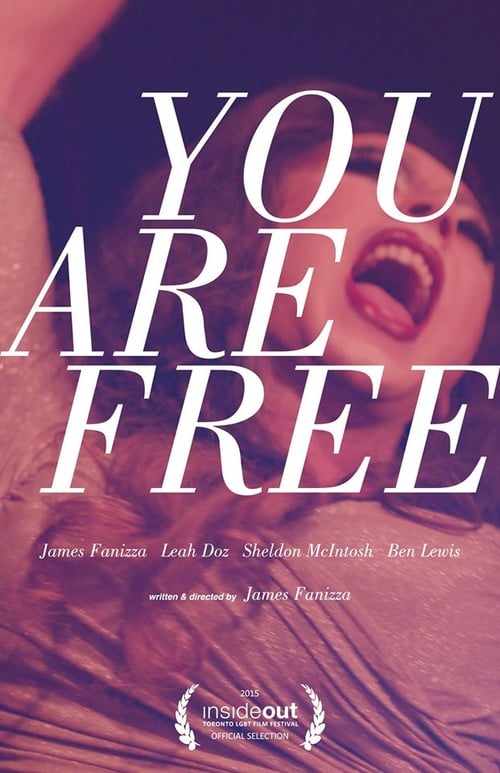 YOU
ARE
FREE
James Fanizza Leah Doz Sheldon McIntosh Ben Lewis
written & directed by James Fanizza
2015
insideout
TORONTO LGBT FILM FESTIVAL
OFFICIAL SELECTION